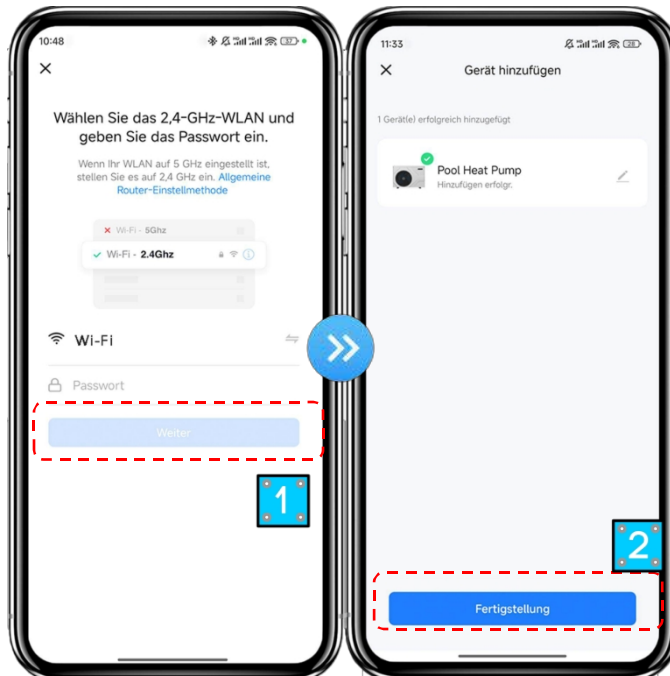 10:48
57
×
Wählen Sie das 2,4-GHz-WLAN und
geben Sie das Passwort ein.
Wenn Ihr WLAN auf 5 GHz eingestellt ist,
stellen Sie es auf 2,4 GHz ein. Allgemeine
Router-Einstellmethode
Wi-Fi - 5Ghz
Wi-Fi - 2.4Ghz
Wi-Fi
Passwort
Weiter
1
11:33
28
Gerät hinzufügen
1 Gerät(e) erfolgreich hinzugefügt
Pool Heat Pump
Hinzufügen erfolgr.
2
Fertigstellung